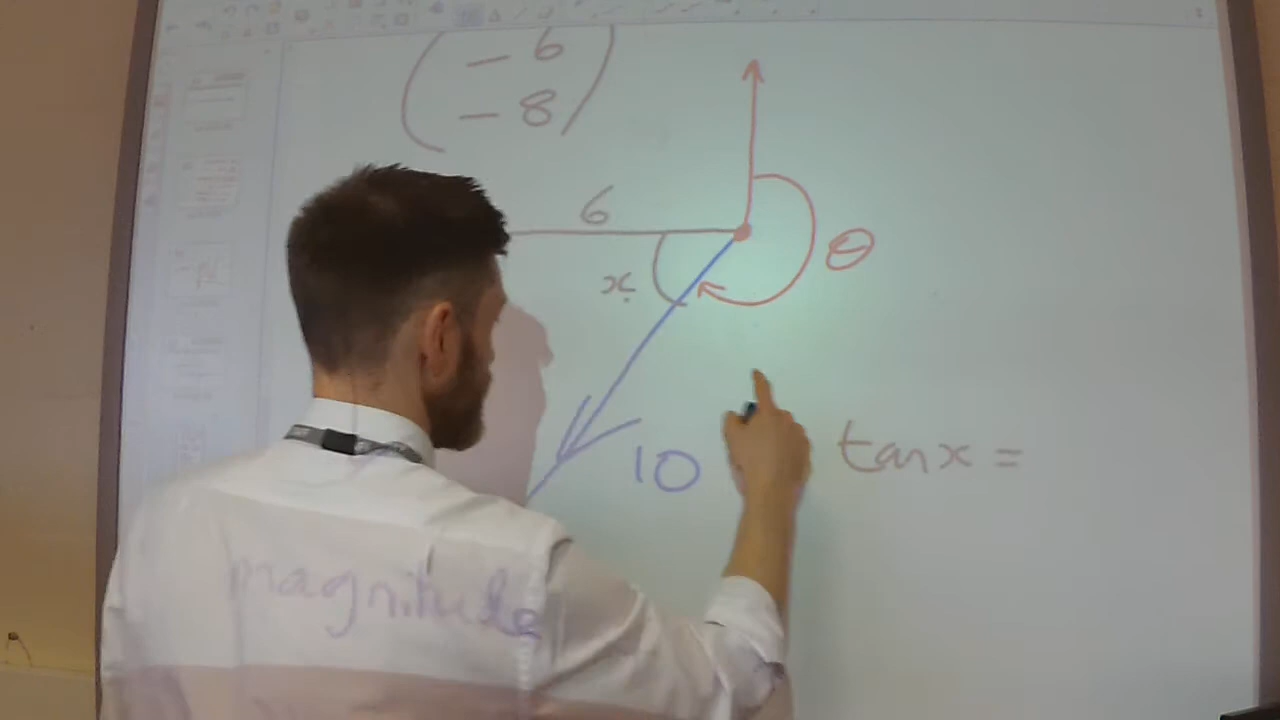 ( - 6
- 8 )
6
x
θ
10
tan x =
magnitude